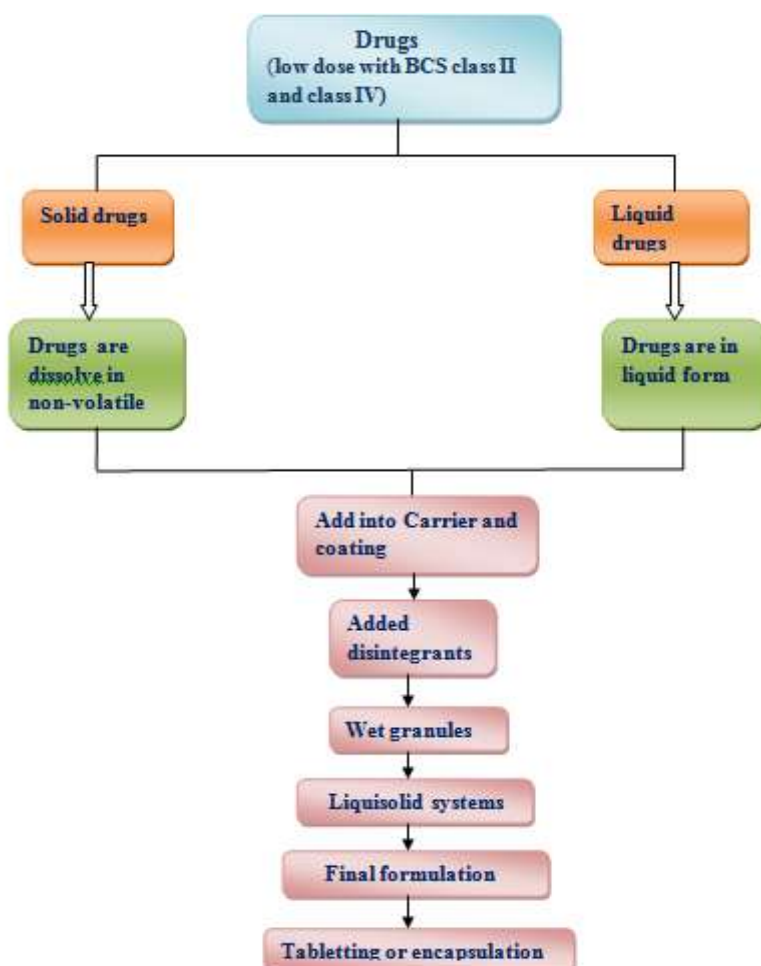 Drugs
(low dose with BCS class II
and class IV)
Solid drugs
Liquid
drugs
Drugs are
dissolve in
non-volatile
Drugs are in
liquid form
Add into Carrier and
coating
Added
disintegrants
Wet granules
Liquisolid systems
Final formulation
Tabletting or encapsulation